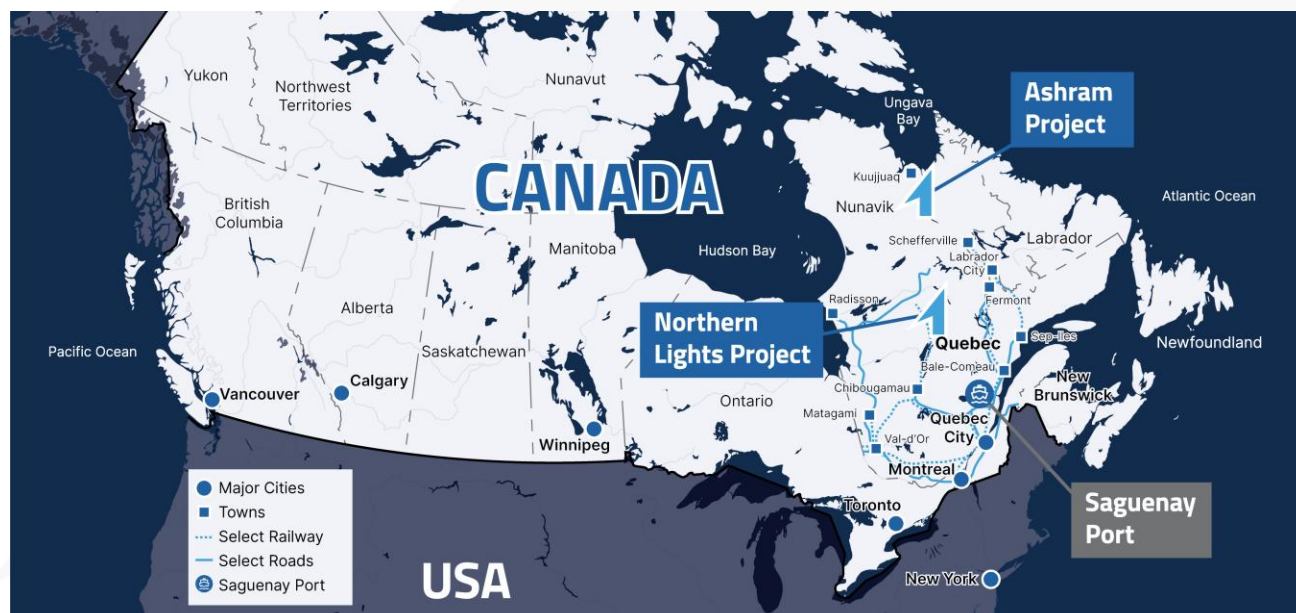 Yukon
Northwest
Territories
Nunavut
Ungava
Bay
Ashram
Project
CANADA
Kuujjuaq
Nunavik
Atlantic Ocean
British
Columbia
Manitoba
Hudson Bay
Schefferville
Labrador
Labrador
City
Fermont
Alberta
Radisson
Northern
Lights Project
Pacific Ocean
Saskatchewan
Quebec
Sep-Iles
Newfoundland
Bale-Comeau
Vancouver
Calgary
Ontario
Chibougamau
New
Brunswick
Matagami
Quebec
City
Winnipeg
Val-d'Or
Montreal
Major Cities
Towns
Select Railway
Select Roads
Saguenay Port
Toronto
Saguenay
Port
USA
New York